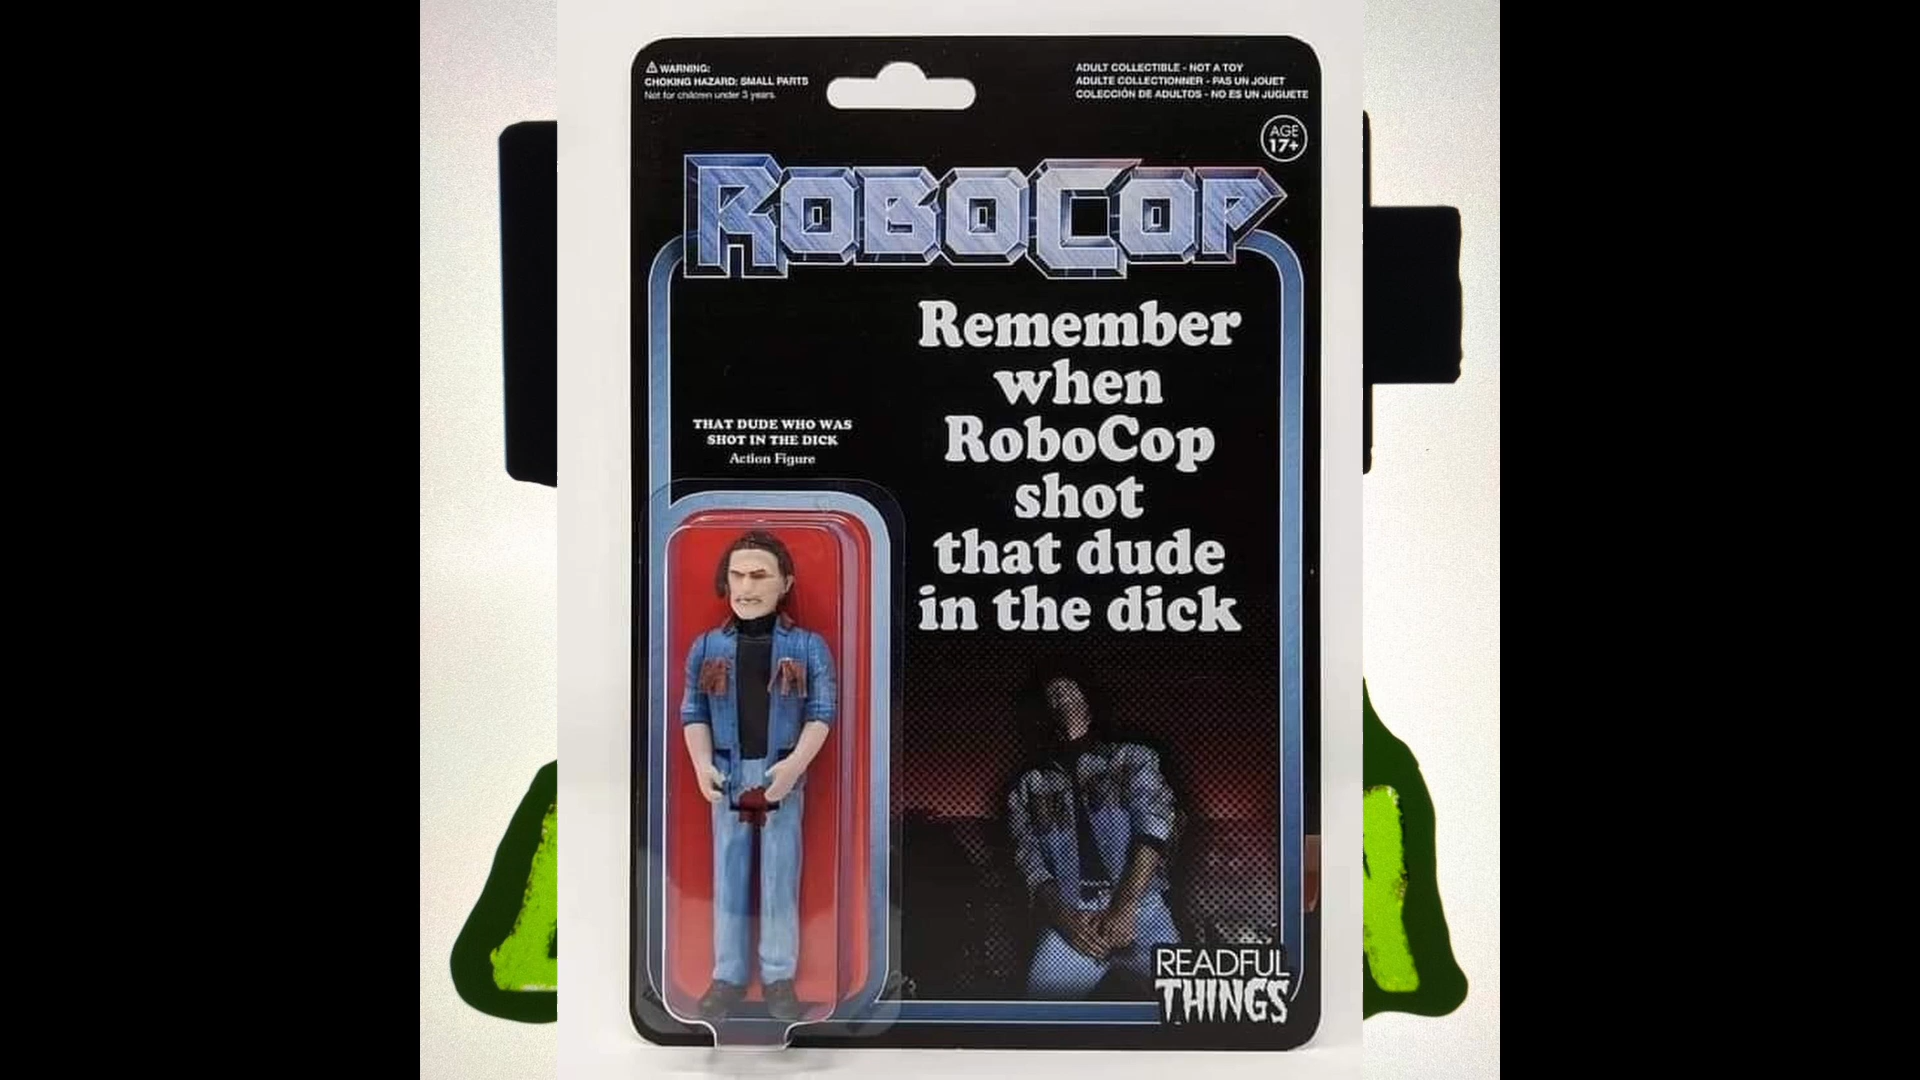 ⚠ WARNING:
CHOKING HAZARD: SMALL PARTS
Not for children under 3 years.
ADULT COLLECTIBLE - NOT A TOY
ADULTE COLLECTIONNER - PAS UN JOUET
COLECCIÓN DE ADULTOS - NO ES UN JUGUETE
AGE
17+
ROBOCOP
Remember
when
RoboCop
shot
that dude
in the dick
THAT DUDE WHO WAS
SHOT IN THE DICK
Action Figure
READFUL
THINGS